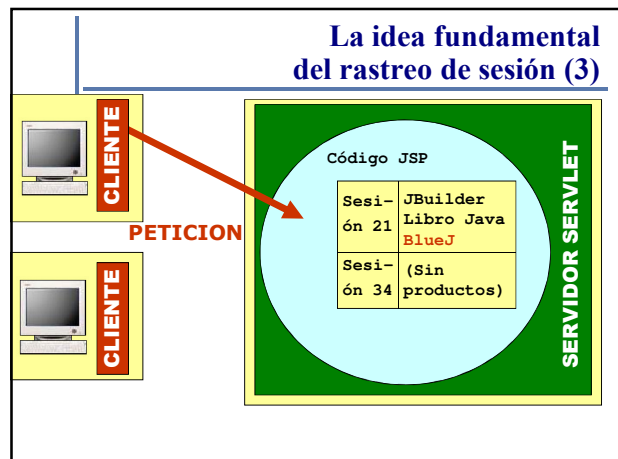 La idea fundamental
del rastreo de sesión (3)
CLIENTE
PETICION
CLIENTE
Código JSP
Sesi-
ón 21
JBuilder
Libro Java
BlueJ
Sesi-
ón 34
(Sin
productos)
SERVIDOR SERVLET